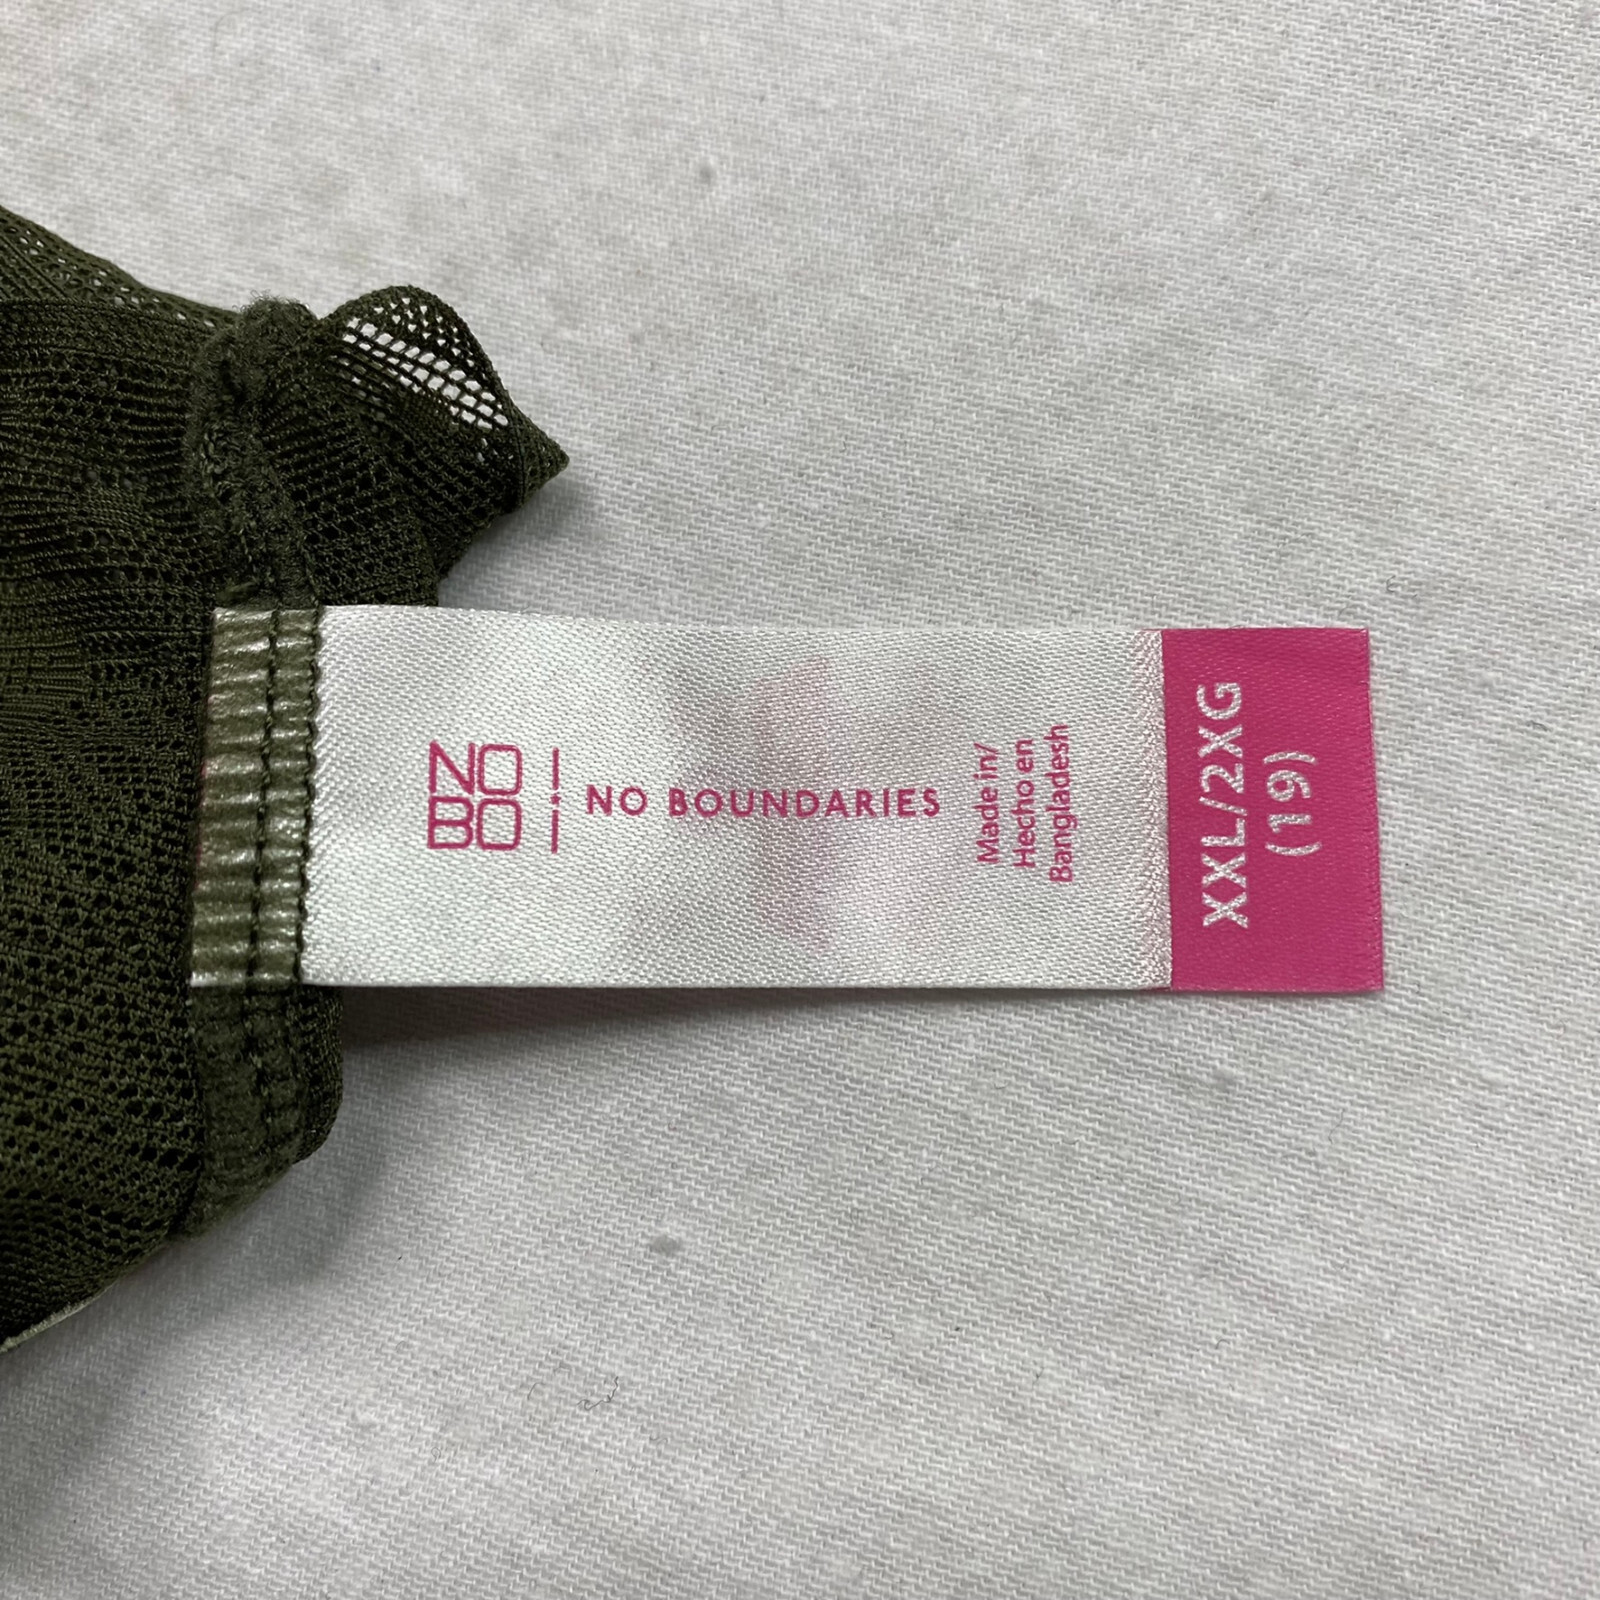 NO
BO
NO BOUNDARIES
Made in/
Hecho en
Bangladesh
XXL/2XG
(19)